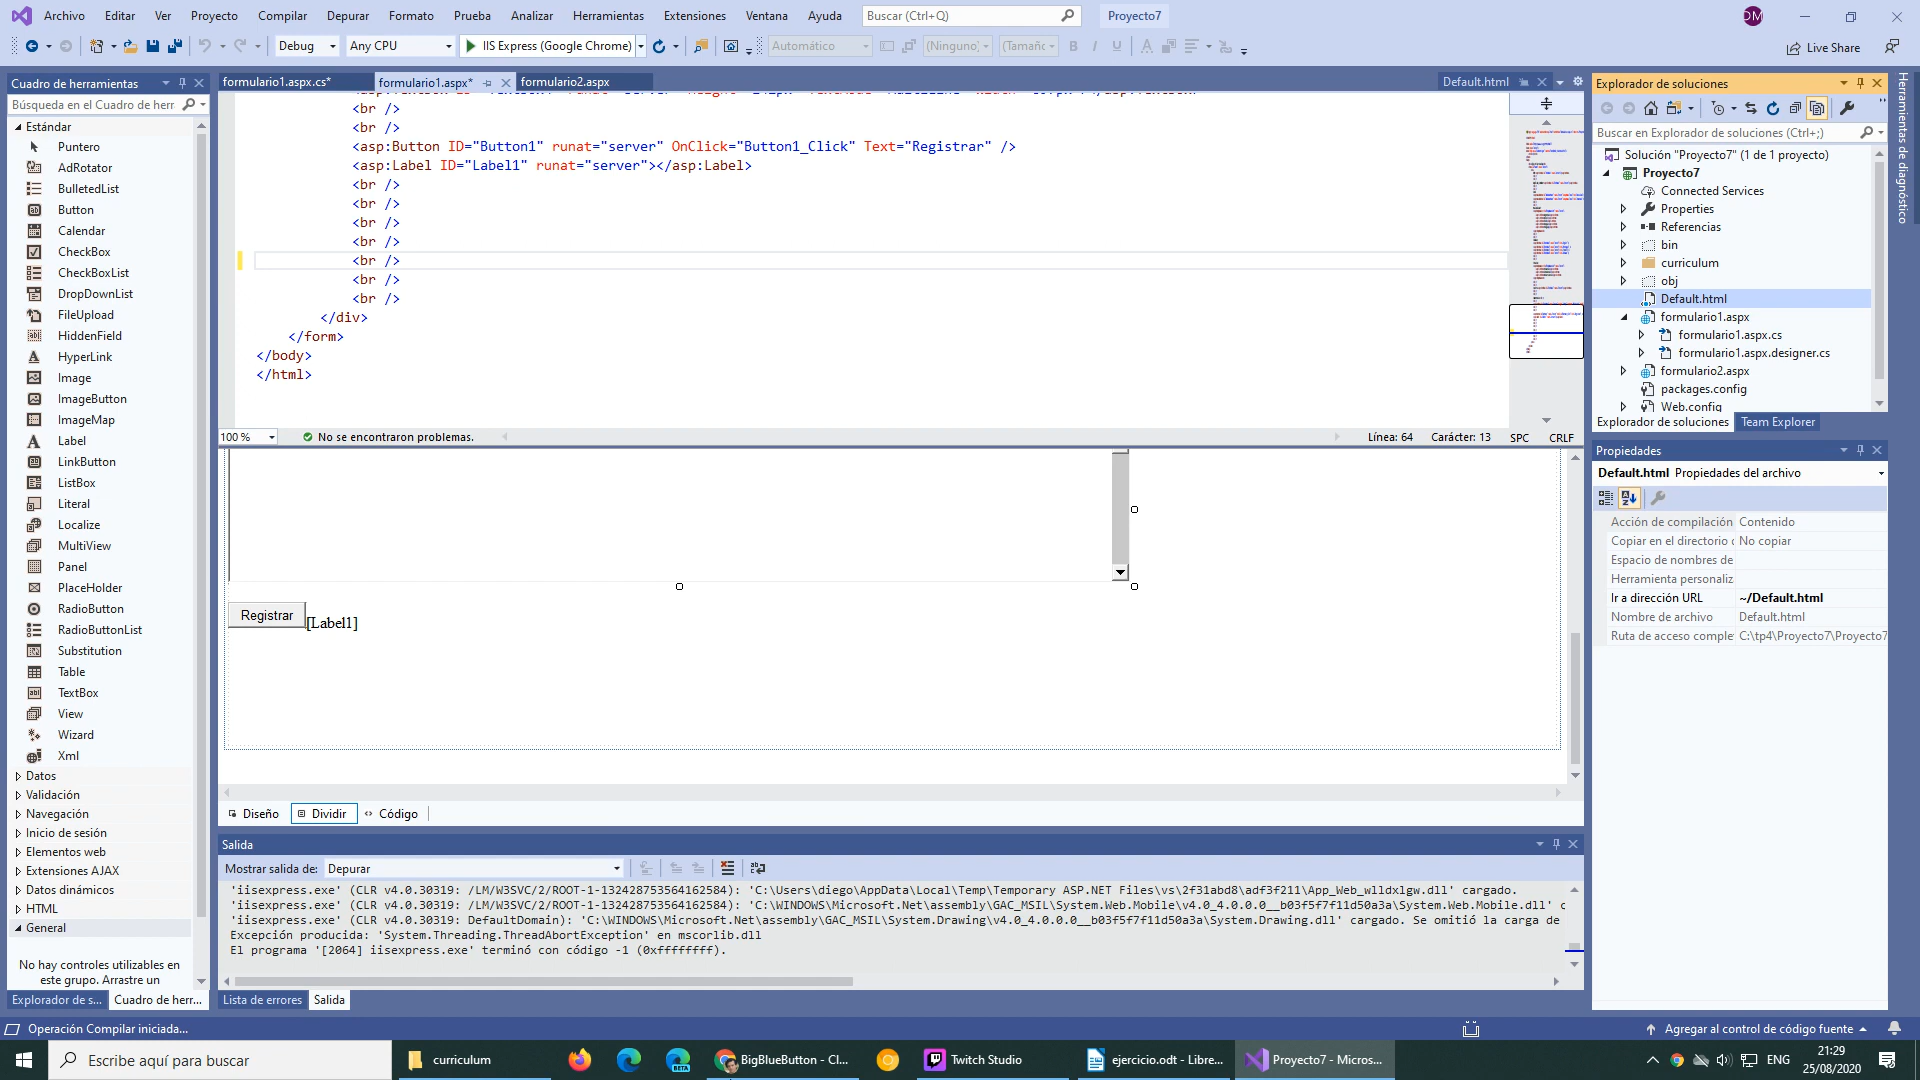 Archivo Editar Ver Proyecto Compilar Depurar Formato Prueba Analizar Herramientas Extensiones Ventana Ayuda Buscar (Ctrl+Q) Proyecto7 DM
Debug Any CPU IIS Express (Google Chrome) Automático (Ninguno) (Tamaño B I U A Live Share
Cuadro de herramientas
Búsqueda en el Cuadro de herr
Estándar
Puntero
AdRotator
BulletedList
Button
Calendar
CheckBox
CheckBoxList
DropDownList
FileUpload
HiddenField
HyperLink
Image
ImageButton
ImageMap
Label
LinkButton
ListBox
Literal
Localize
MultiView
Panel
PlaceHolder
RadioButton
RadioButtonList
Substitution
Table
TextBox
View
Wizard
Xml
Datos
Validación
Navegación
Inicio de sesión
Elementos web
Extensiones AJAX
Datos dinámicos
HTML
General
No hay controles utilizables en
este grupo. Arrastre un
Explorador de s... Cuadro de herr...
formulario1.aspx.cs* formulario1.aspx* formulario2.aspx Default.html
<br />
<br />
<asp:Button ID="Button1" runat="server" OnClick="Button1_Click" Text="Registrar" />
<asp:Label ID="Label1" runat="server"></asp:Label>
<br />
<br />
<br />
<br />
<br />
<br />
<br />
</div>
</form>
</body>
</html>
100 % No se encontraron problemas. Línea: 64 Carácter: 13 SPC CRLF
Registrar [Label1]
Diseño Dividir Código
Salida
Mostrar salida de: Depurar
'iisexpress.exe' (CLR v4.0.30319: /LM/W3SVC/2/ROOT-1-132428753564162584): 'C:\Users\diego\AppData\Local\Temp\Temporary ASP.NET Files\vs\2f31abd8\adf3f211\App_Web_wlldxlgw.dll' cargado.
'iisexpress.exe' (CLR v4.0.30319: /LM/W3SVC/2/ROOT-1-132428753564162584): 'C:\WINDOWS\Microsoft.Net\assembly\GAC_MSIL\System.Web.Mobile\v4.0_4.0.0.0__b03f5f7f11d50a3a\System.Web.Mobile.dll' c
'iisexpress.exe' (CLR v4.0.30319: DefaultDomain): 'C:\WINDOWS\Microsoft.Net\assembly\GAC_MSIL\System.Drawing\v4.0_4.0.0.0__b03f5f7f11d50a3a\System.Drawing.dll' cargado. Se omitió la carga de
Excepción producida: 'System.Threading.ThreadAbortException' en mscorlib.dll
El programa '[2064] iisexpress.exe' terminó con código -1 (0xffffffff).
Lista de errores Salida
Explorador de soluciones
Buscar en Explorador de soluciones (Ctrl+;)
Solución "Proyecto7" (1 de 1 proyecto)
Proyecto7
Connected Services
Properties
Referencias
bin
curriculum
obj
Default.html
formulario1.aspx
formulario1.aspx.cs
formulario1.aspx.designer.cs
formulario2.aspx
packages.config
Web.config
Explorador de soluciones Team Explorer
Propiedades
Default.html Propiedades del archivo
Acción de compilación Contenido
Copiar en el directorio No copiar
Espacio de nombres de
Herramienta personaliz
Ir a dirección URL ~/Default.html
Nombre de archivo Default.html
Ruta de acceso comple C:\tp4\Proyecto7\Proyecto7
Herramientas de diagnóstico
Operación Compilar iniciada... Agregar al control de código fuente
Escribe aquí para buscar curriculum BETA BigBlueButton - Cl... Twitch Studio ejercicio.odt - Libre... Proyecto7 - Micros... ENG 21:29
25/08/2020